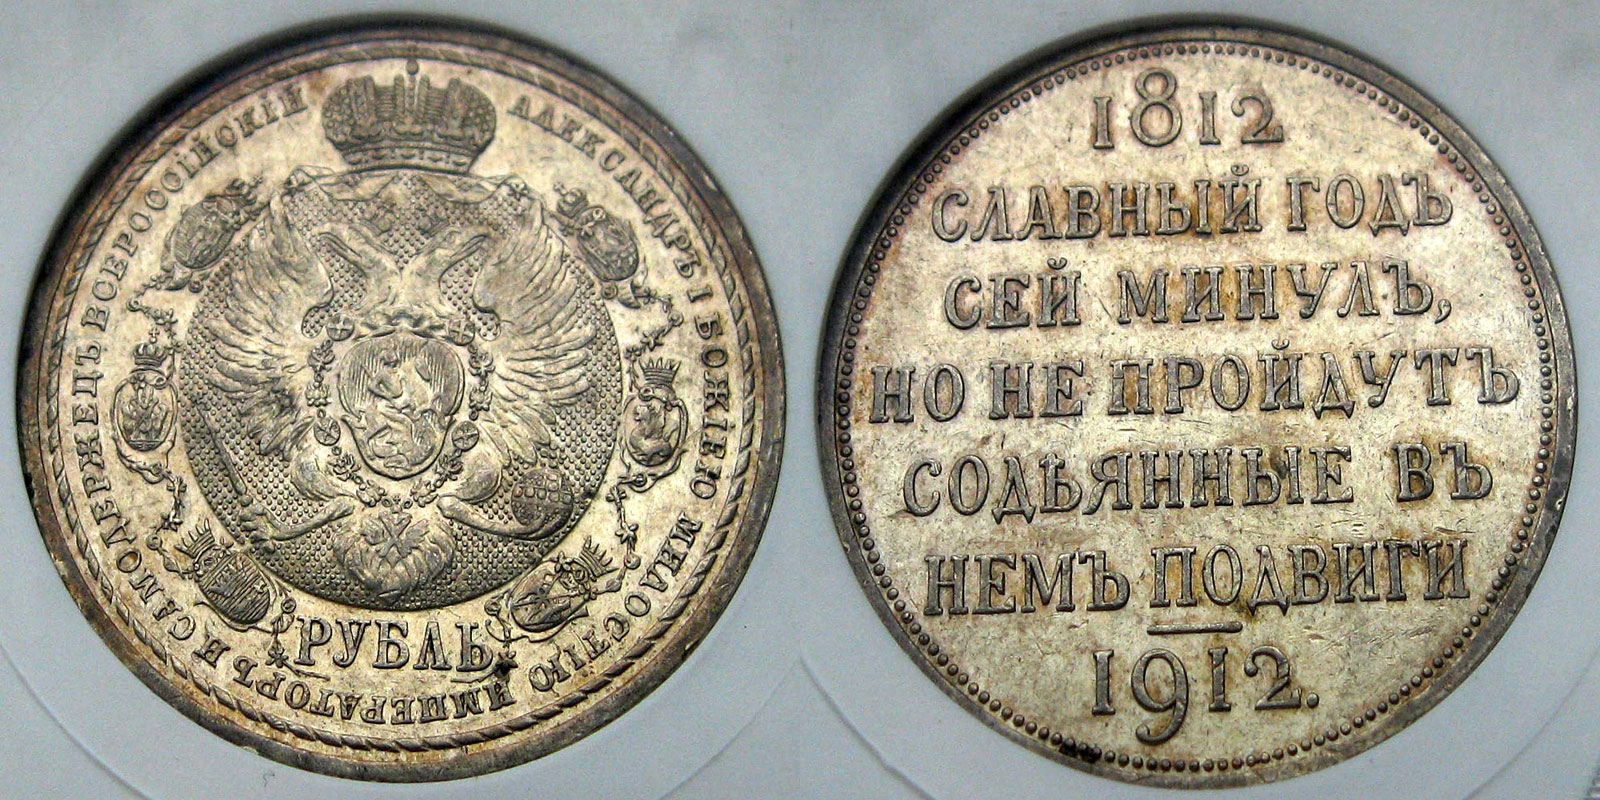 АЛЕКСАНДРЪ I БОЖІЕЮ МИЛОСТІЮ ИМПЕРАТОРЪ И САМОДЕРЖЕЦЪ ВСЕРОССІЙСКІЙ
РУБЛЬ
1812
СЛАВНЫЙ ГОДЪ
СЕЙ МИНУЛЪ,
НО НЕ ПРОЙДУТЪ
СОДѢЯННЫЕ ВЪ
НЕМЪ ПОДВИГИ
1912.